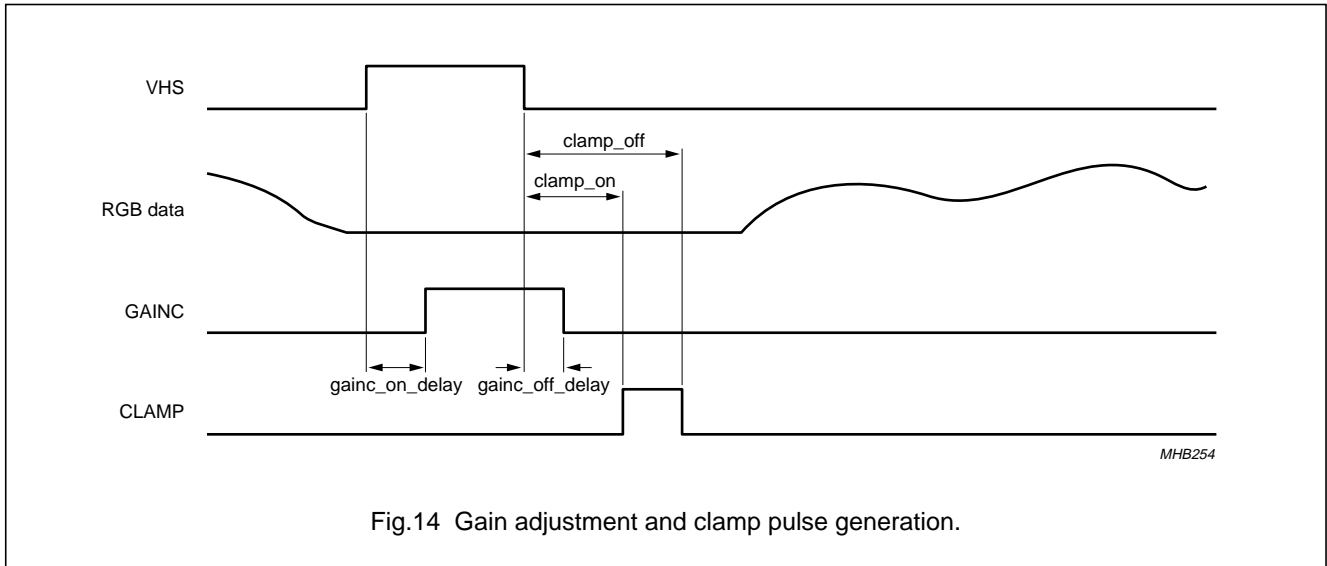 VHS
clamp_off
clamp_on
RGB data
GAINC
gainc_on_delay gainc_off_delay
CLAMP
MHB254
Fig.14 Gain adjustment and clamp pulse generation.